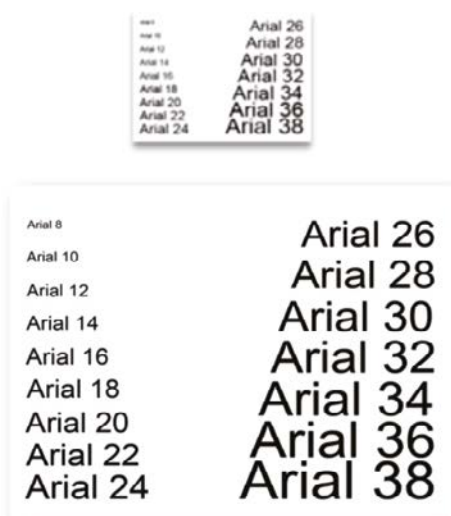 Arial 12
Arial 14
Arial 16
Arial 18
Arial 20
Arial 22
Arial 24
Arial 26
Arial 28
Arial 30
Arial 32
Arial 34
Arial 36
Arial 38
Arial 8
Arial 10
Arial 12
Arial 14
Arial 16
Arial 18
Arial 20
Arial 22
Arial 24
Arial 26
Arial 28
Arial 30
Arial 32
Arial 34
Arial 36
Arial 38